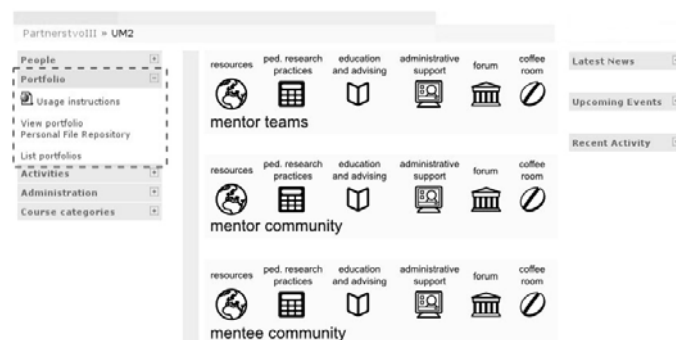 PartnerstvoIII » UM2
People
Portfolio
Usage instructions
View portfolio
Personal File Repository
List portfolios
Activities
Administration
Course categories
resources ped. research practices education and advising administrative support forum coffee room
mentor teams
resources ped. research practices education and advising administrative support forum coffee room
mentor community
resources ped. research practices education and advising administrative support forum coffee room
mentee community
Latest News
Upcoming Events
Recent Activity